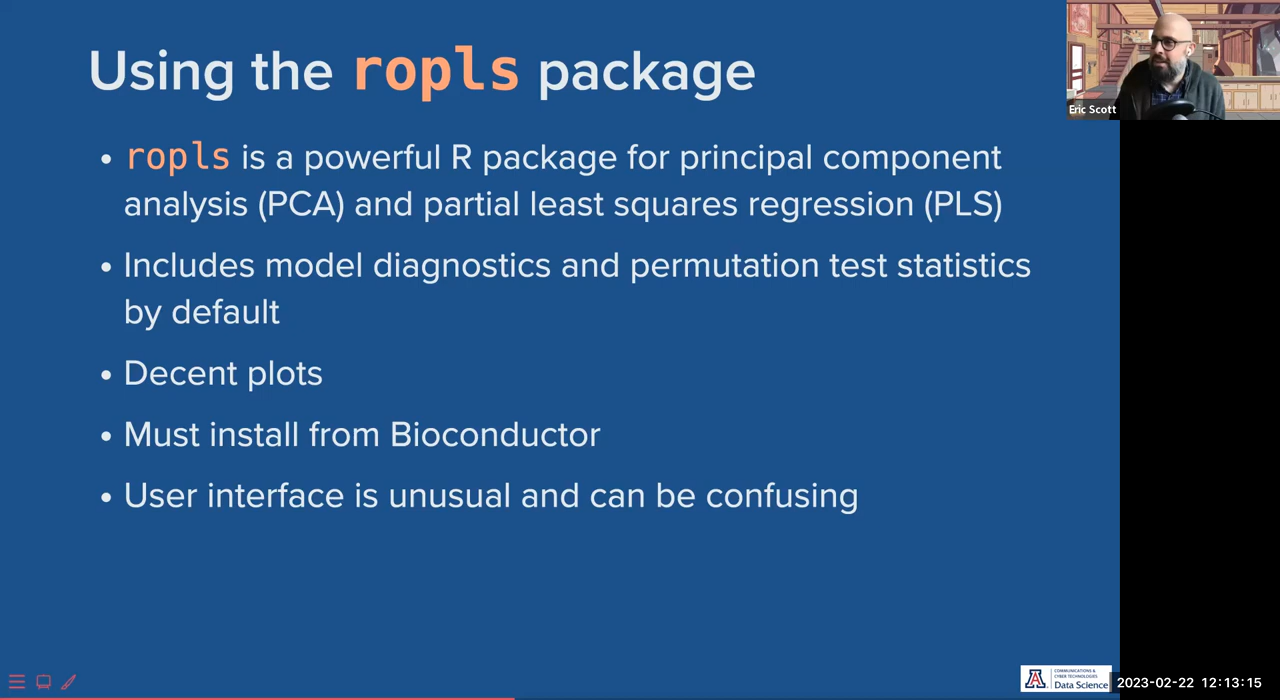 Using the ropls package
• ropls is a powerful R package for principal component
analysis (PCA) and partial least squares regression (PLS)
• Includes model diagnostics and permutation test statistics
by default
• Decent plots
• Must install from Bioconductor
• User interface is unusual and can be confusing
Eric Scott
COMMUNICATIONS &
CYBER TECHNOLOGIES
Data Science
2023-02-22 12:13:15